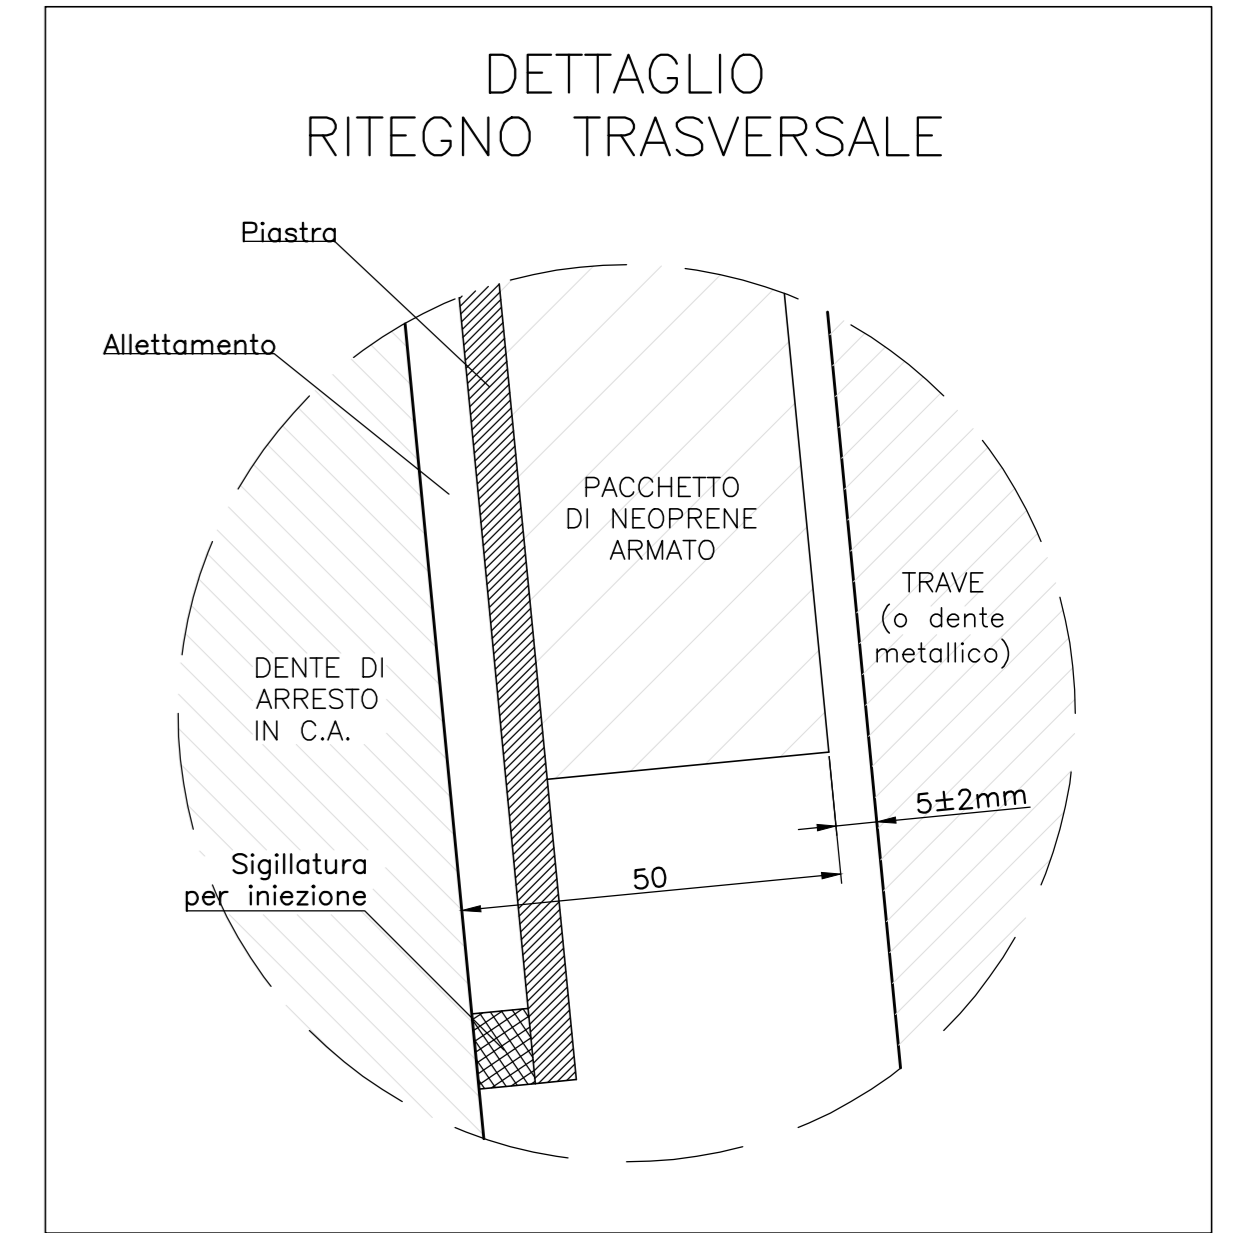 DETTAGLIO
RITEGNO TRASVERSALE
Piastra
Allettamento
PACCHETTO
DI NEOPRENE
ARMATO
TRAVE
(o dente
metallico)
DENTE DI
ARRESTO
IN C.A.
5±2mm
50
Sigillatura
per iniezione